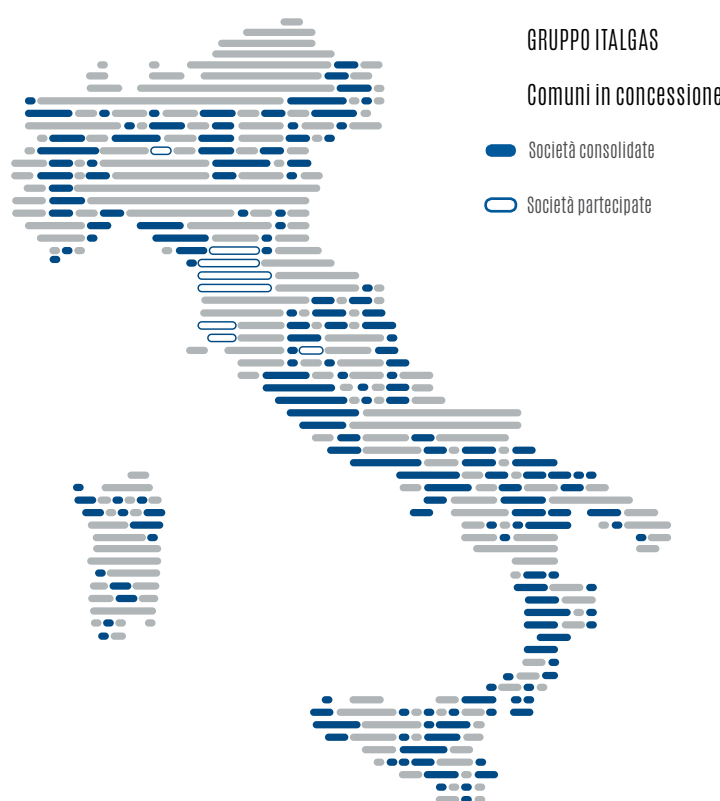 GRUPPO ITALGAS
Comuni in concessione
Società consolidate
Società partecipate